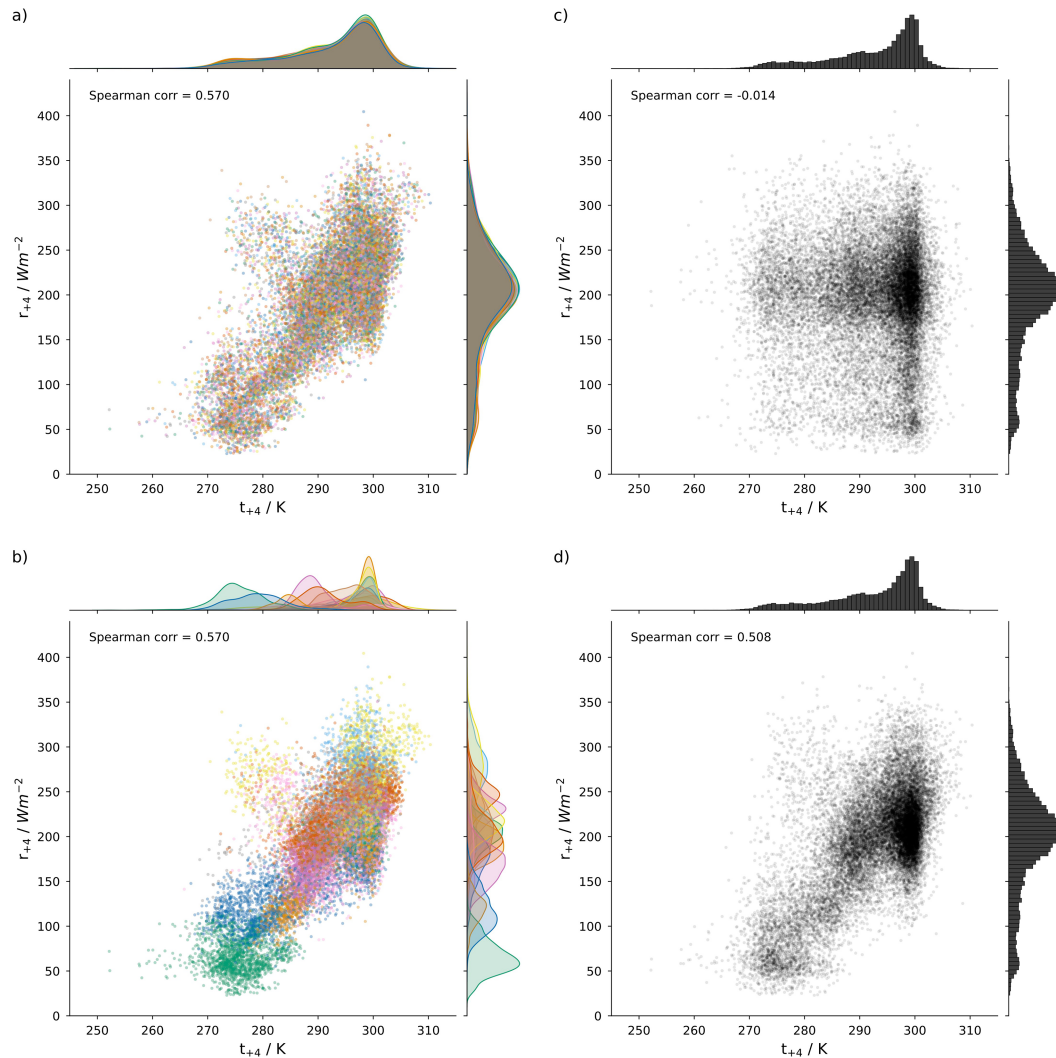 a)
Spearman corr = 0.570
400
350
300
250
200
150
100
50
0
r+4 / Wm−2
250 260 270 280 290 300 310
t+4 / K
c)
Spearman corr = -0.014
400
350
300
250
200
150
100
50
0
r+4 / Wm−2
250 260 270 280 290 300 310
t+4 / K
b)
Spearman corr = 0.570
400
350
300
250
200
150
100
50
0
r+4 / Wm−2
250 260 270 280 290 300 310
t+4 / K
d)
Spearman corr = 0.508
400
350
300
250
200
150
100
50
0
r+4 / Wm−2
250 260 270 280 290 300 310
t+4 / K